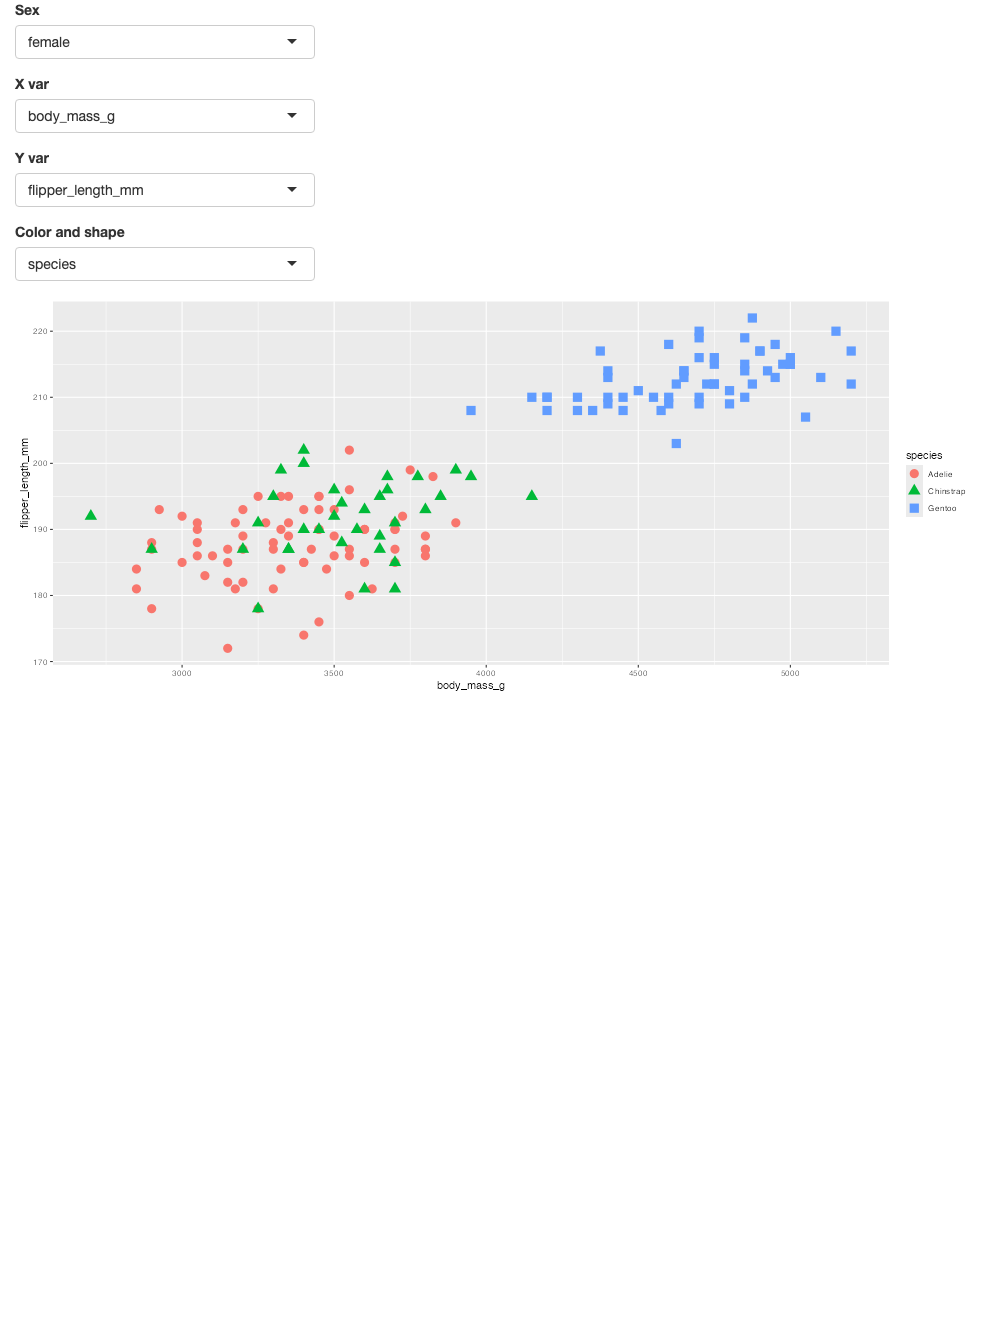 Sex
female
X var
body_mass_g
Y var
flipper_length_mm
Color and shape
species
220
210
200
190
180
170
flipper_length_mm
3000 3500 4000 4500 5000
body_mass_g
species
Adelie
Chinstrap
Gentoo